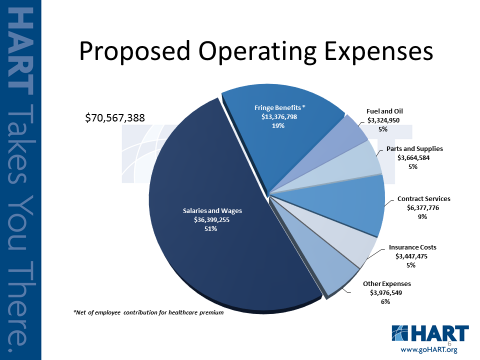 HART Takes You There.
Proposed Operating Expenses
$70,567,388
Fringe Benefits*
$13,376,798
19%
Fuel and Oil
$3,324,950
5%
Parts and Supplies
$3,664,584
5%
Contract Services
$6,377,776
9%
Insurance Costs
$3,447,475
5%
Other Expenses
$3,976,549
6%
Salaries and Wages
$36,399,255
51%
*Net of employee contribution for healthcare premium
HART
www.goHART.org